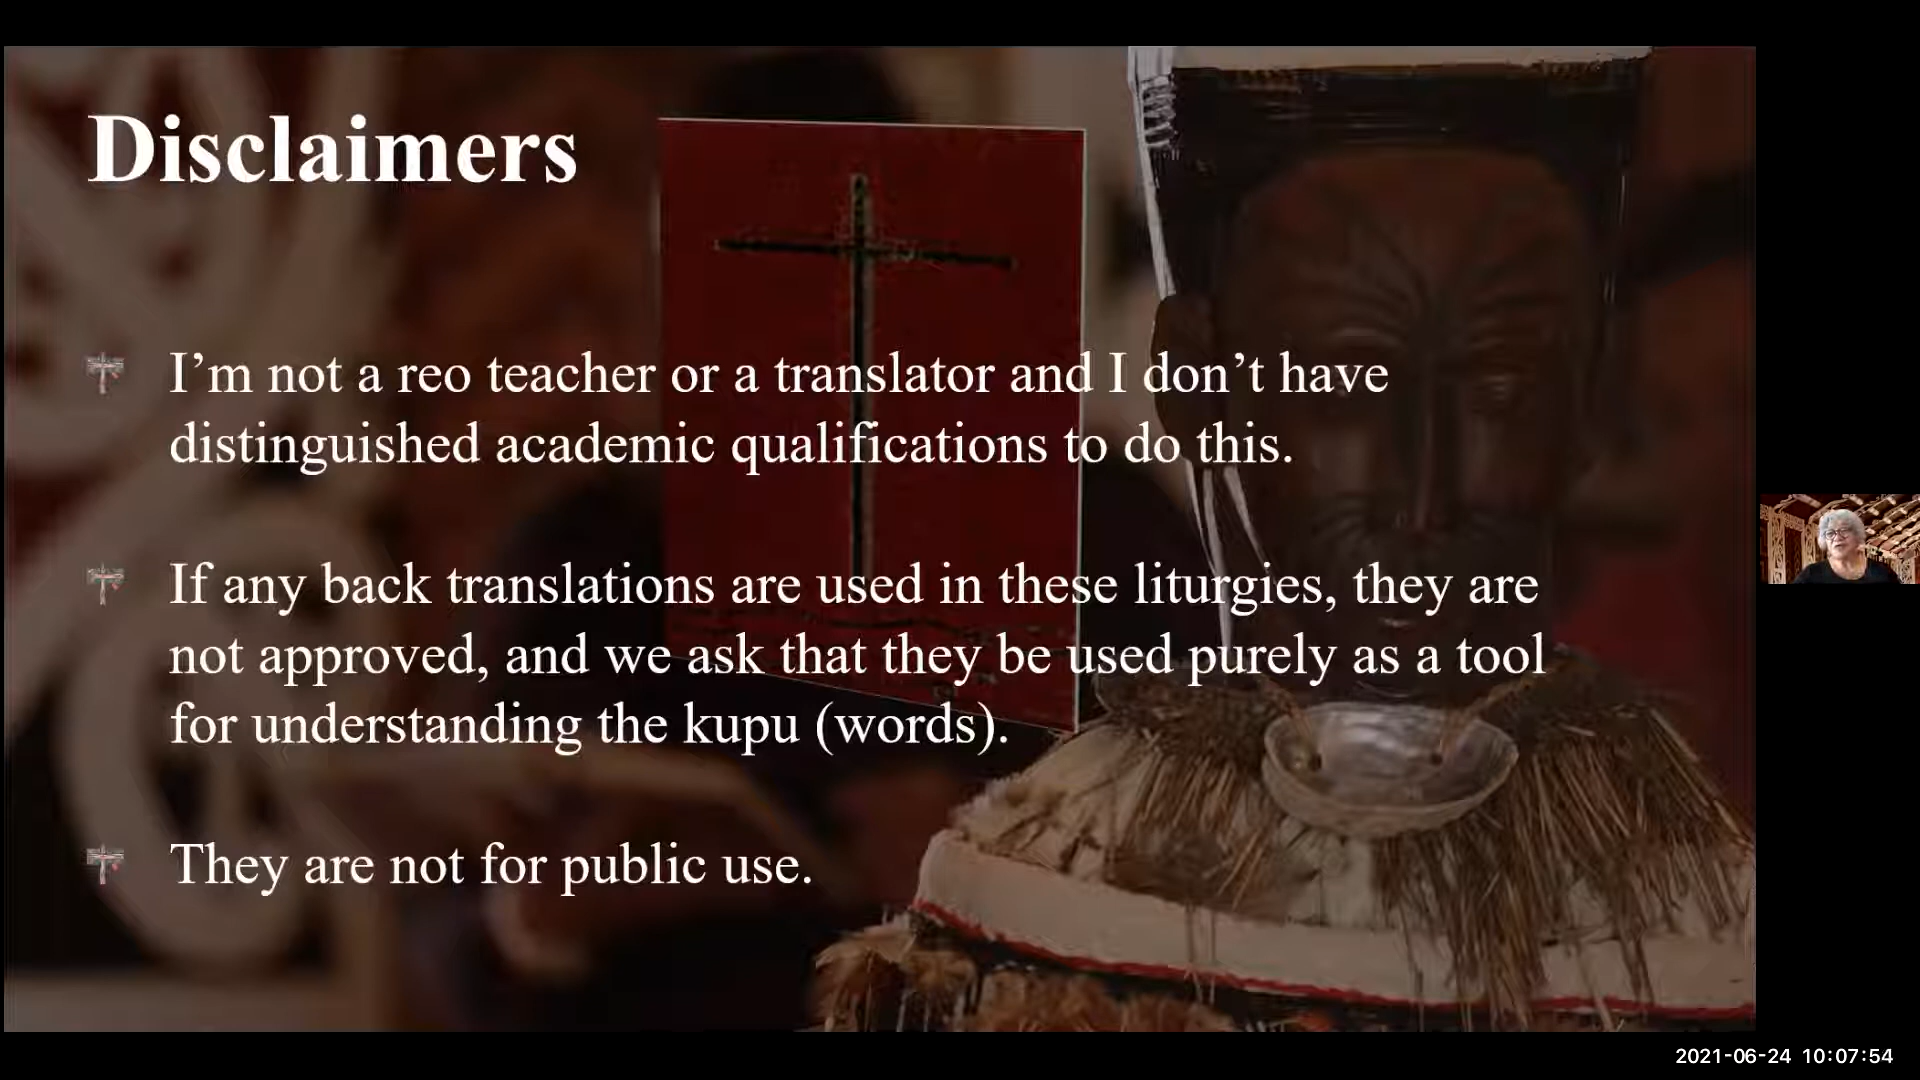 Disclaimers
I’m not a reo teacher or a translator and I don’t have
distinguished academic qualifications to do this.
If any back translations are used in these liturgies, they are
not approved, and we ask that they be used purely as a tool
for understanding the kupu (words).
They are not for public use.
2021-06-24 10:07:54